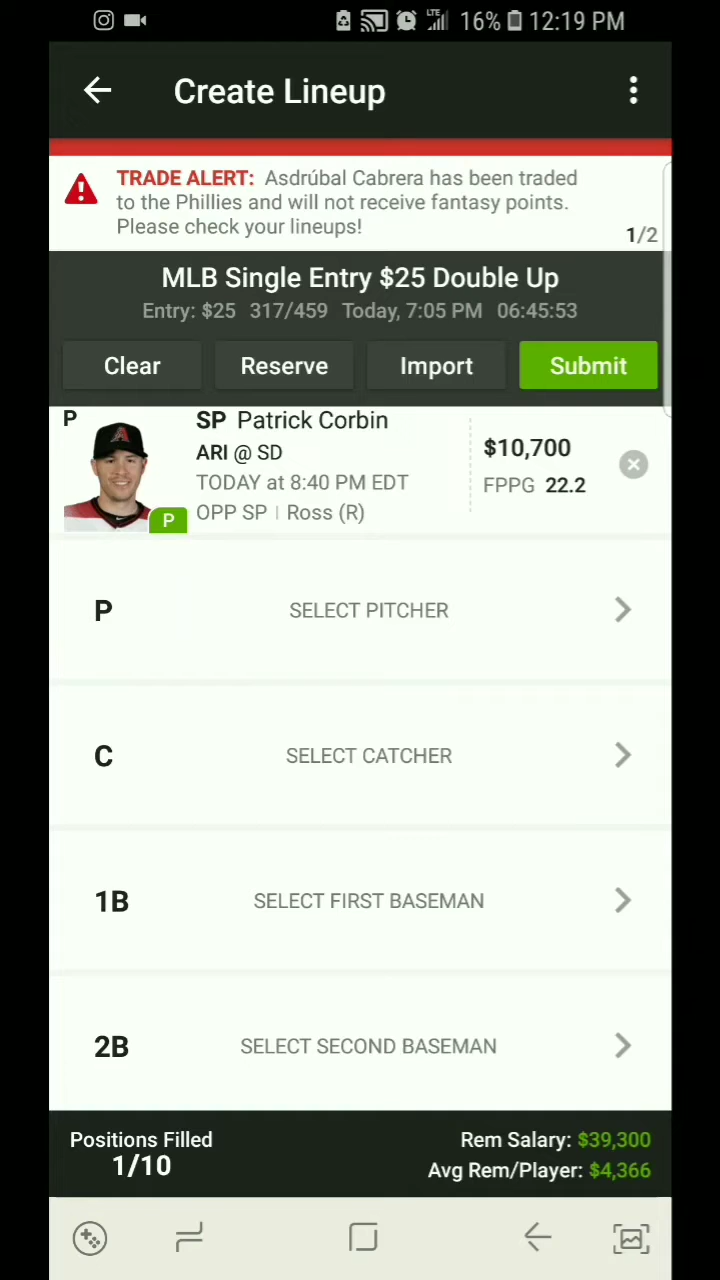 LTE 16% 12:19 PM
Create Lineup
TRADE ALERT: Asdrúbal Cabrera has been traded
to the Phillies and will not receive fantasy points.
Please check your lineups!
1/2
MLB Single Entry $25 Double Up
Entry: $25 317/459 Today, 7:05 PM 06:45:53
Clear Reserve Import Submit
P
SP Patrick Corbin
ARI @ SD
TODAY at 8:40 PM EDT
OPP SP | Ross (R)
P
$10,700
FPPG 22.2
P SELECT PITCHER
C SELECT CATCHER
1B SELECT FIRST BASEMAN
2B SELECT SECOND BASEMAN
Positions Filled
1/10
Rem Salary: $39,300
Avg Rem/Player: $4,366